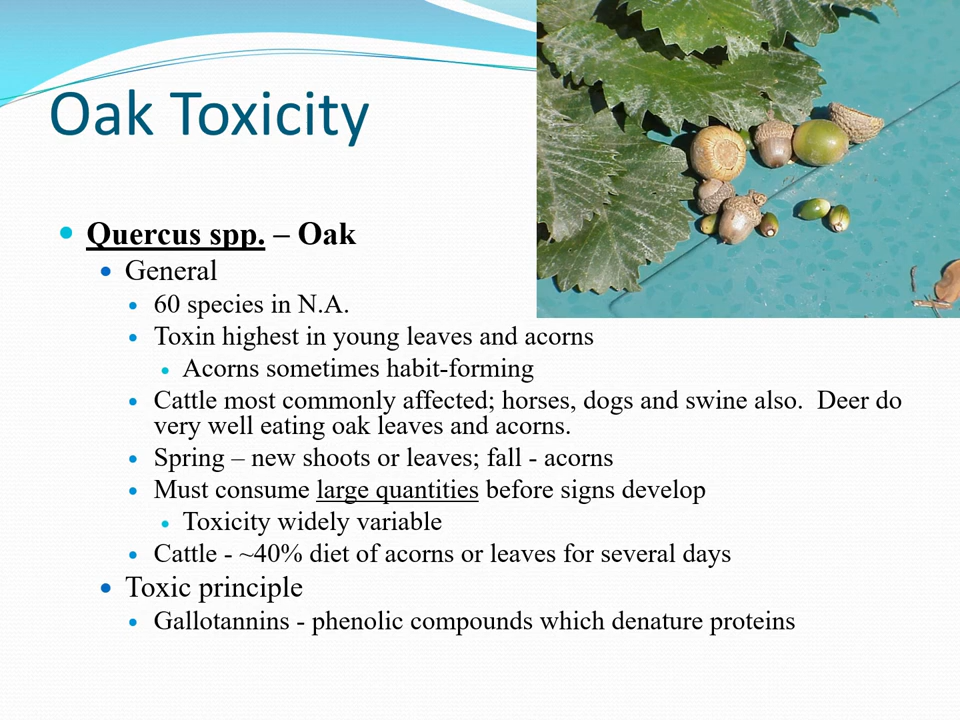 Oak Toxicity
Quercus spp. – Oak
General
60 species in N.A.
Toxin highest in young leaves and acorns
Acorns sometimes habit-forming
Cattle most commonly affected; horses, dogs and swine also.  Deer do
very well eating oak leaves and acorns.
Spring – new shoots or leaves; fall - acorns
Must consume large quantities before signs develop
Toxicity widely variable
Cattle - ~40% diet of acorns or leaves for several days
Toxic principle
Gallotannins - phenolic compounds which denature proteins